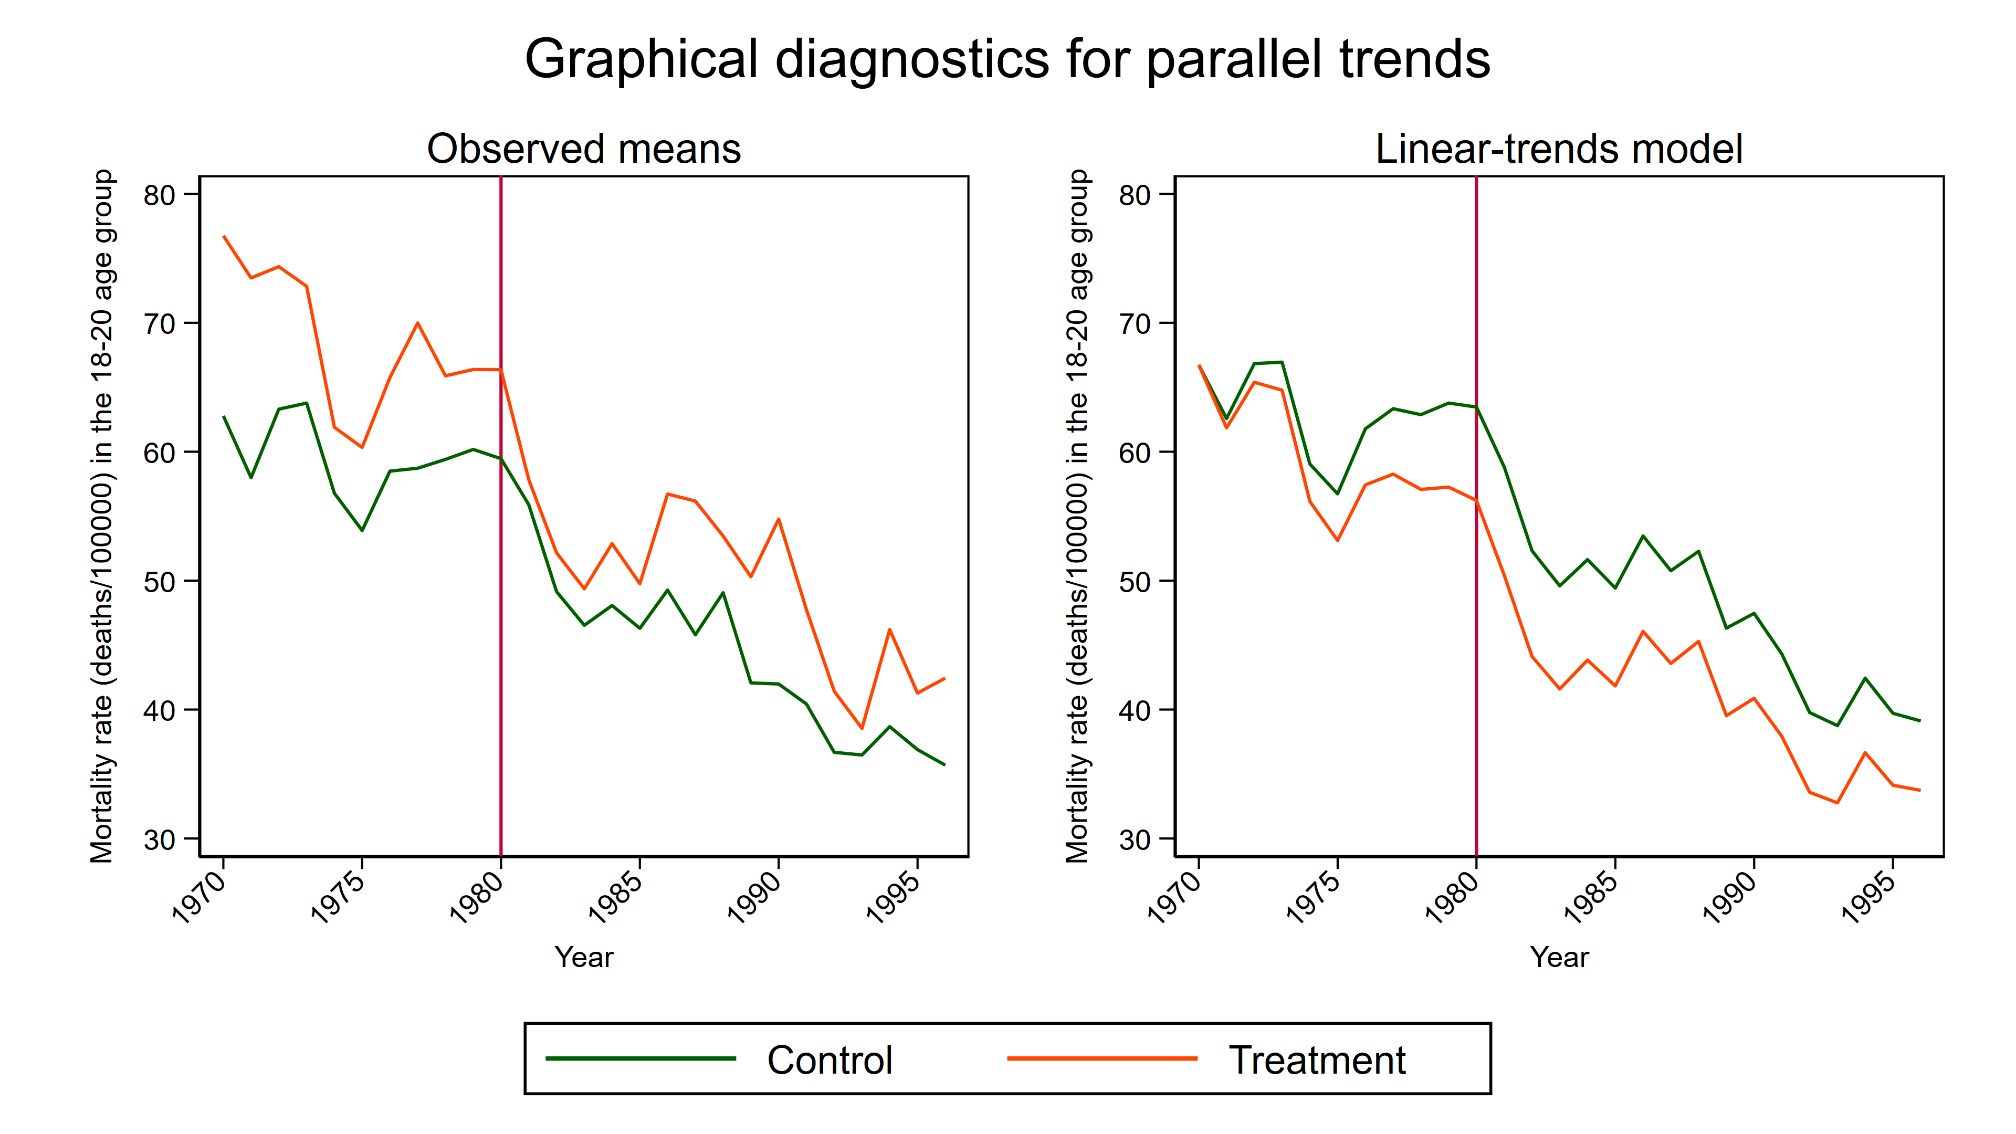 Graphical diagnostics for parallel trends
Observed means
Mortality rate (deaths/100000) in the 18-20 age group
80
70
60
50
40
30
1970
1975
1980
1985
1990
1995
Year
Linear-trends model
Mortality rate (deaths/100000) in the 18-20 age group
80
70
60
50
40
30
1970
1975
1980
1985
1990
1995
Year
Control
Treatment